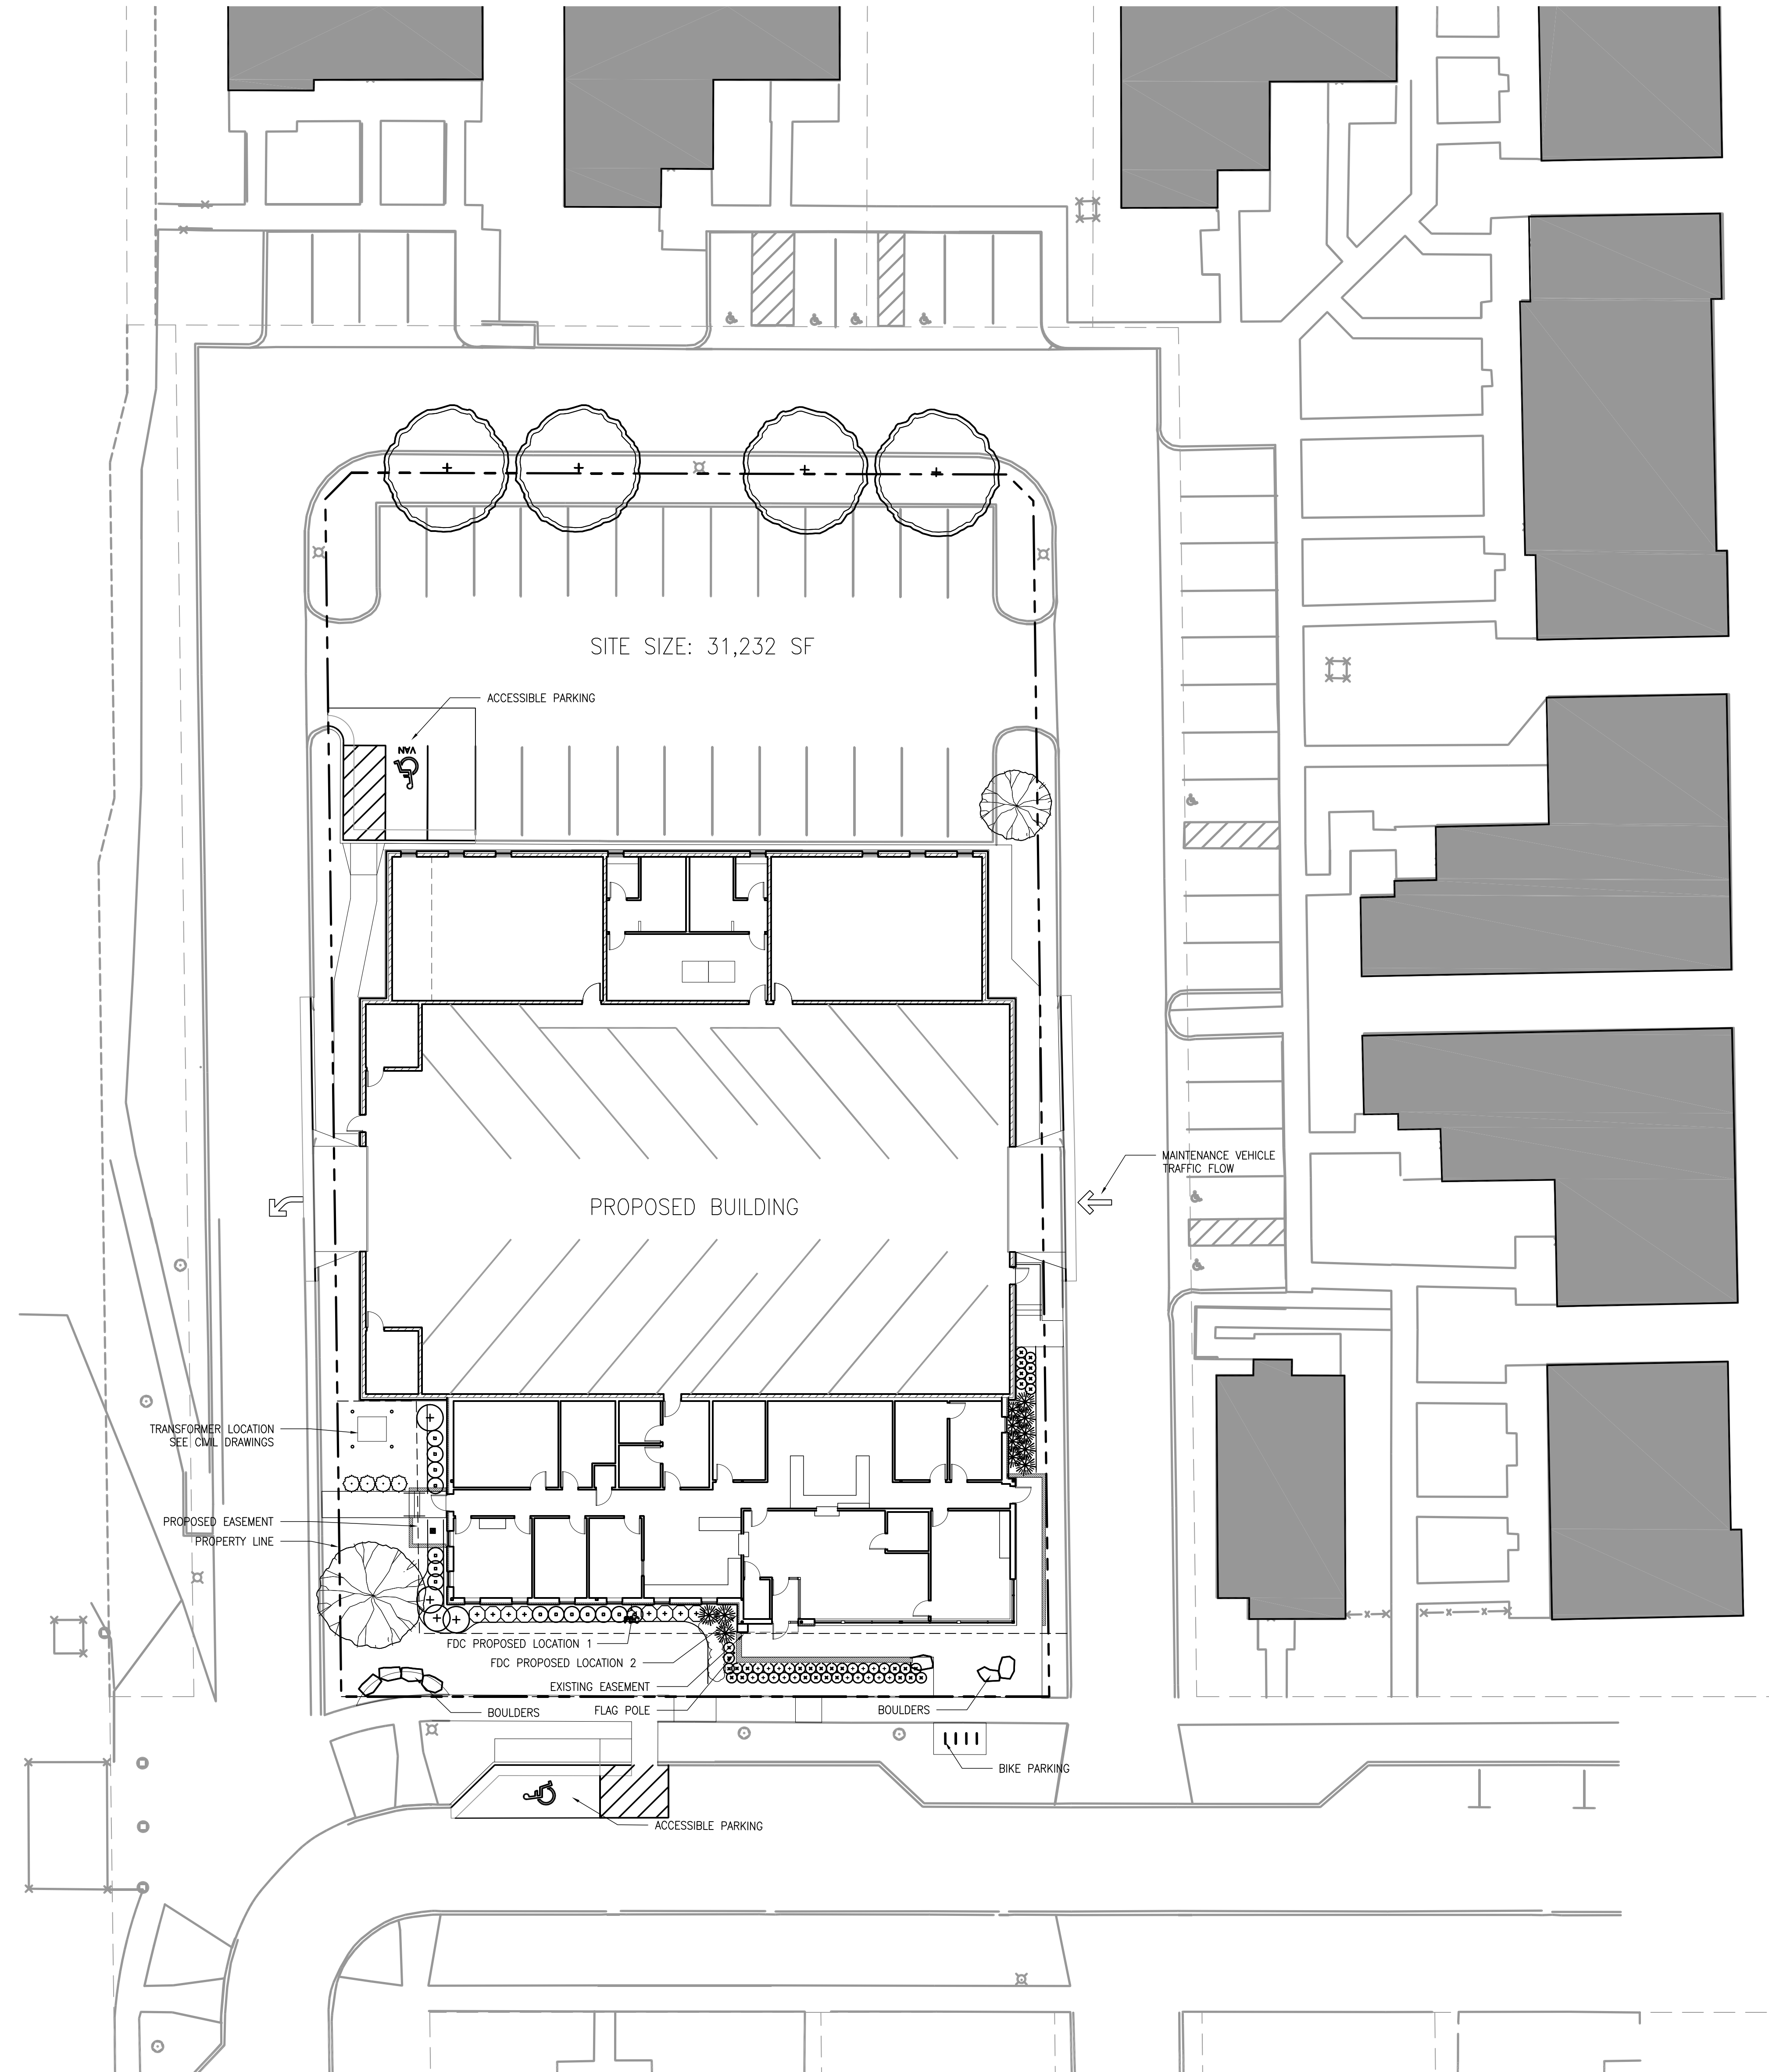 SITE SIZE: 31,232 SF
ACCESSIBLE PARKING
VAN
MAINTENANCE VEHICLE
TRAFFIC FLOW
PROPOSED BUILDING
TRANSFORMER LOCATION
SEE CIVIL DRAWINGS
PROPOSED EASEMENT
PROPERTY LINE
FDC
FDC PROPOSED LOCATION 1
FDC PROPOSED LOCATION 2
EXISTING EASEMENT
BOULDERS
FLAG POLE
BOULDERS
BIKE PARKING
ACCESSIBLE PARKING